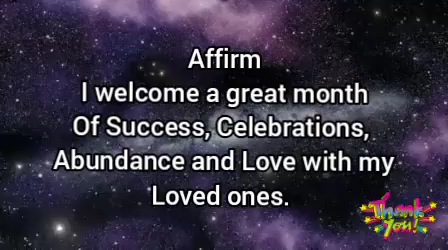 Affirm
I welcome a great month
Of Success, Celebrations,
Abundance and Love with my
Loved ones.
Thank
You!